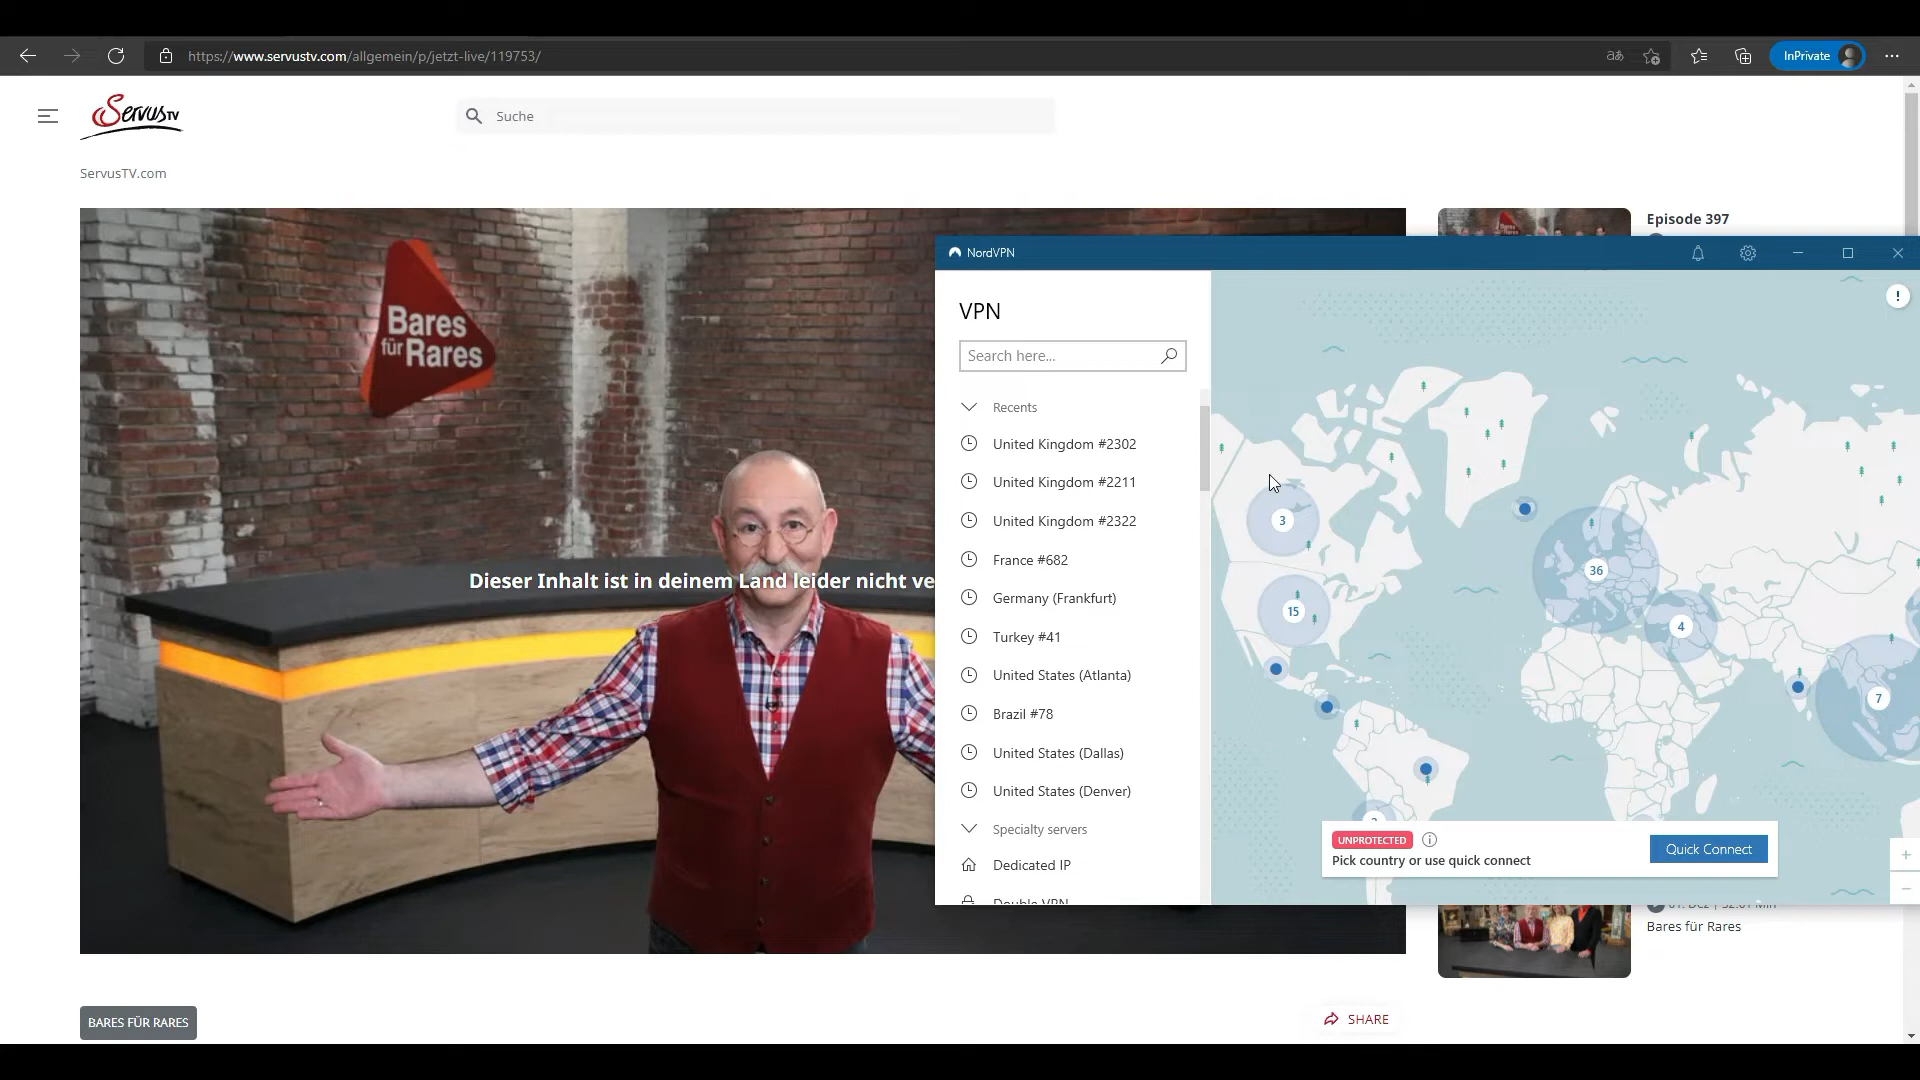 https://www.servustv.com/allgemein/p/jetzt-live/119753/
InPrivate
ServusTV
Suche
ServusTV.com
Episode 397
Bares
für Rares
Dieser Inhalt ist in deinem Land leider nicht ve
NordVPN
VPN
Search here...
Recents
United Kingdom #2302
United Kingdom #2211
United Kingdom #2322
France #682
Germany (Frankfurt)
Turkey #41
United States (Atlanta)
Brazil #78
United States (Dallas)
United States (Denver)
Specialty servers
Dedicated IP
Double VPN
3
15
36
4
7
UNPROTECTED
Pick country or use quick connect
Quick Connect
Bares für Rares
BARES FÜR RARES
SHARE